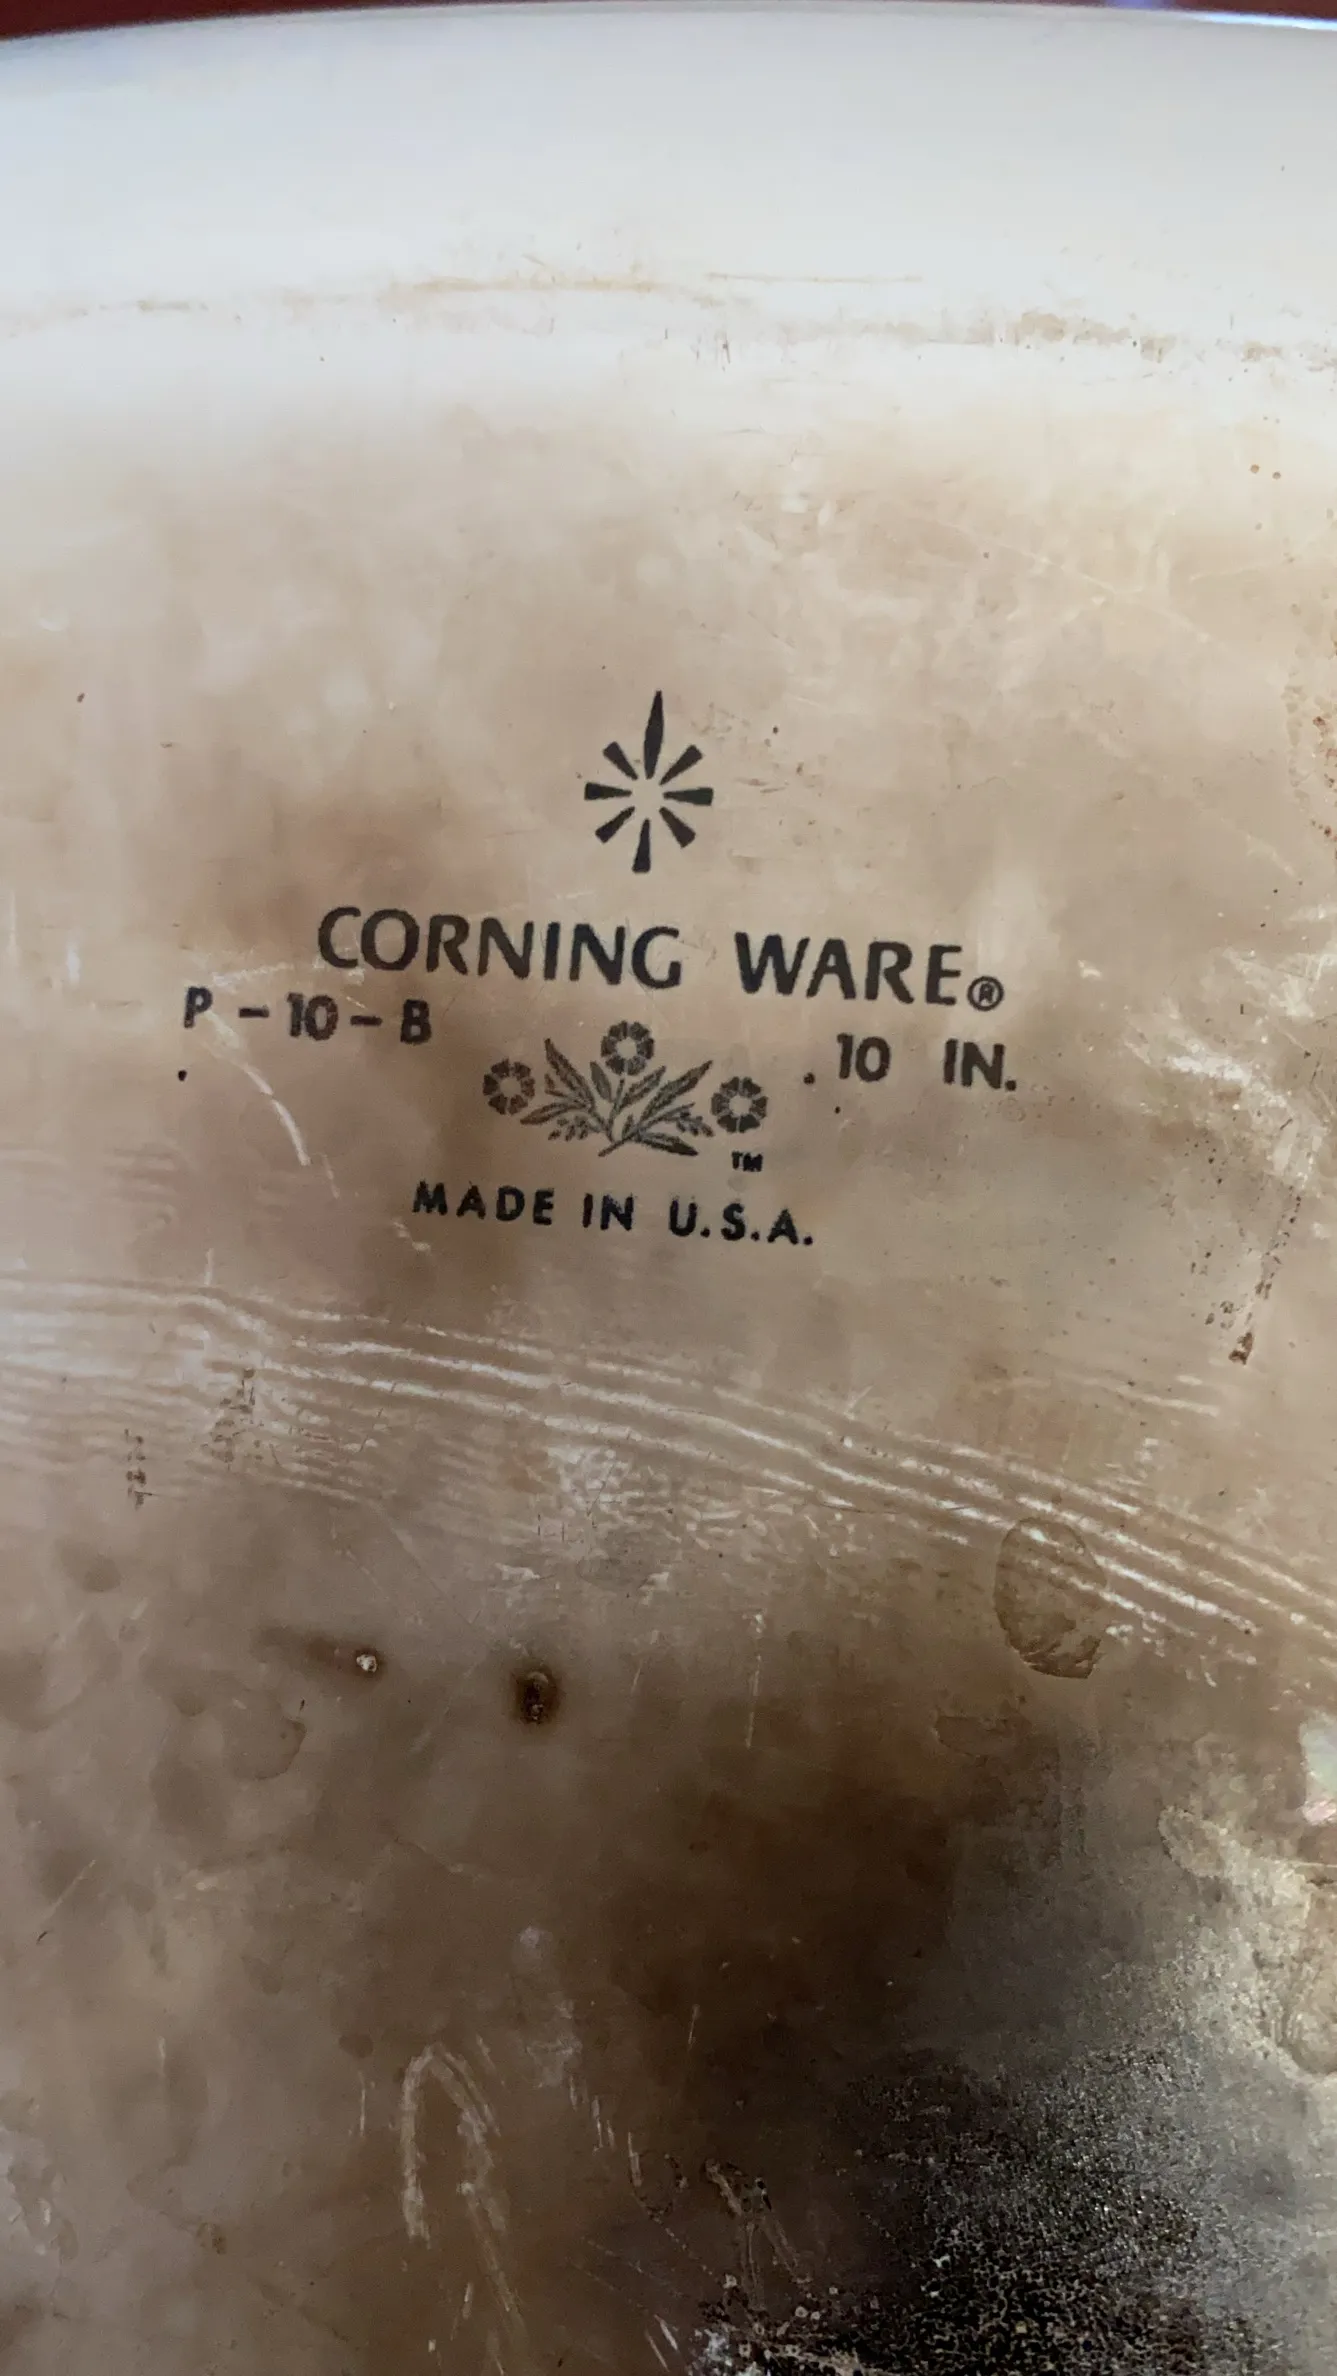 CORNING WARE®
P-10-B .10 IN.
TM
MADE IN U.S.A.